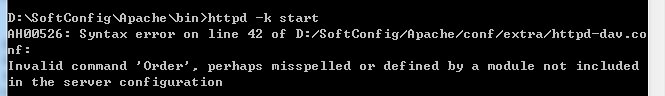 D:\SoftConfig\Apache\bin>httpd -k start
AH00526: Syntax error on line 42 of D:/SoftConfig/Apache/conf/extra/httpd-dav.co
nf:
Invalid command 'Order', perhaps misspelled or defined by a module not included
in the server configuration